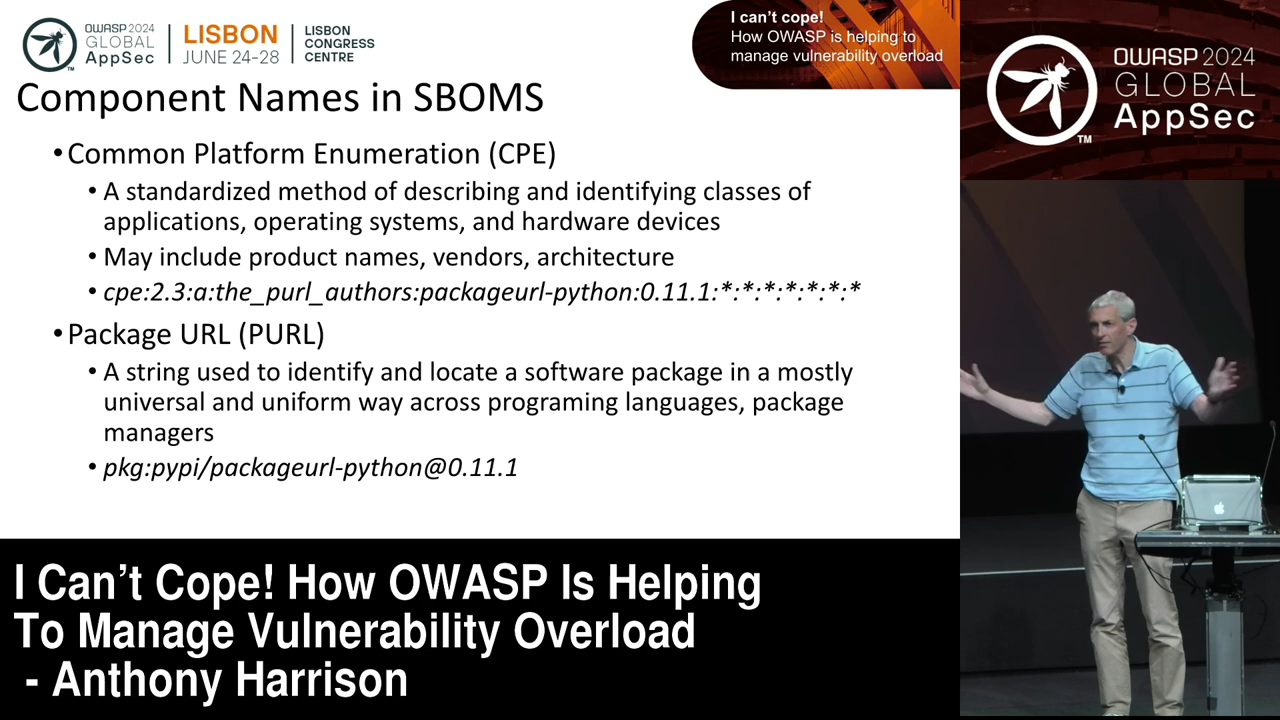 OWASP 2024
GLOBAL
AppSec
TM
LISBON
JUNE 24-28
LISBON
CONGRESS
CENTRE
I can't cope!
How OWASP is helping to
manage vulnerability overload
OWASP 2024
GLOBAL
AppSec
TM
Component Names in SBOMS
• Common Platform Enumeration (CPE)
• A standardized method of describing and identifying classes of
applications, operating systems, and hardware devices
• May include product names, vendors, architecture
• cpe:2.3:a:the_purl_authors:packageurl-python:0.11.1:*:*:*:*:*:*:*
• Package URL (PURL)
• A string used to identify and locate a software package in a mostly
universal and uniform way across programing languages, package
managers
• pkg:pypi/packageurl-python@0.11.1
I Can't Cope! How OWASP Is Helping
To Manage Vulnerability Overload
- Anthony Harrison